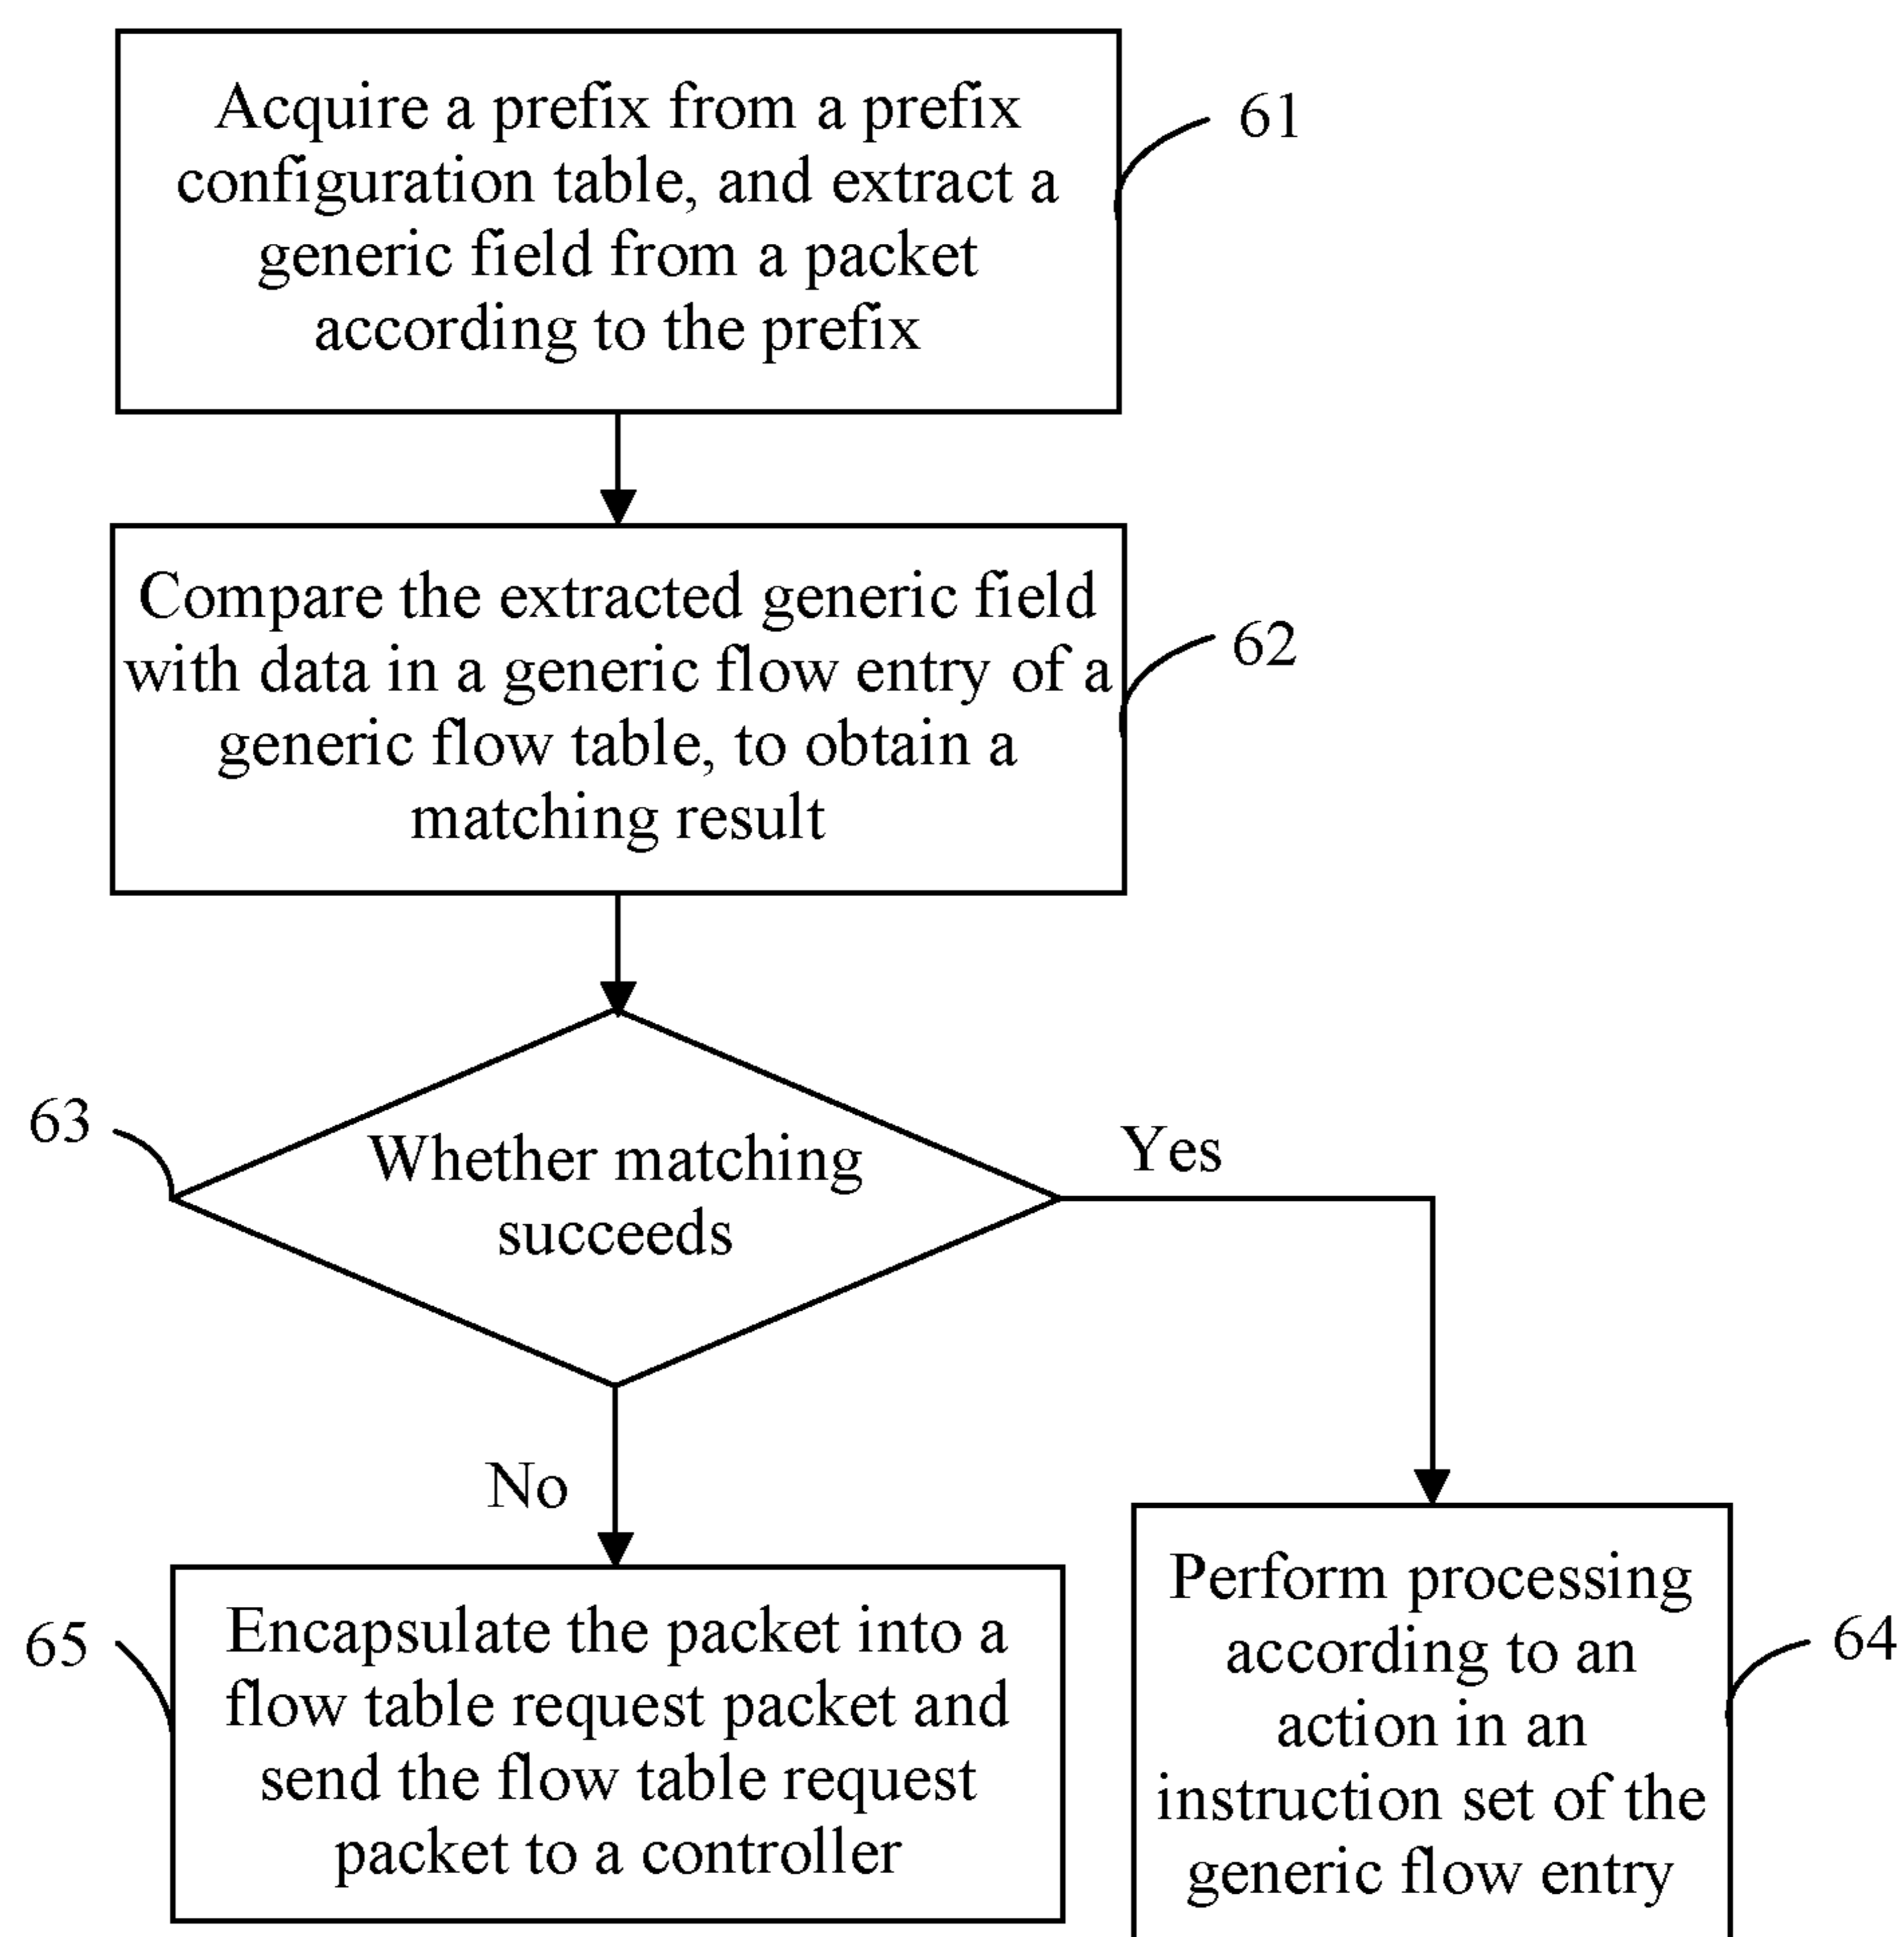 Acquire a prefix from a prefix
configuration table, and extract a
generic field from a packet
according to the prefix
61
Compare the extracted generic field
with data in a generic flow entry of a
generic flow table, to obtain a
matching result
62
63
Whether matching
succeeds
Yes
No
65
Encapsulate the packet into a
flow table request packet and
send the flow table request
packet to a controller
Perform processing
according to an
action in an
instruction set of the
generic flow entry
64